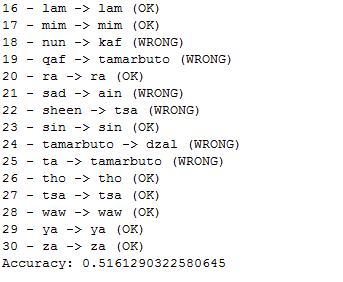 16 - lam -> lam (OK)
17 - mim -> mim (OK)
18 - nun -> kaf (WRONG)
19 - qaf -> tamarbuto (WRONG)
20 - ra -> ra (OK)
21 - sad -> ain (WRONG)
22 - sheen -> tsa (WRONG)
23 - sin -> sin (OK)
24 - tamarbuto -> dzal (WRONG)
25 - ta -> tamarbuto (WRONG)
26 - tho -> tho (OK)
27 - tsa -> tsa (OK)
28 - waw -> waw (OK)
29 - ya -> ya (OK)
30 - za -> za (OK)
Accuracy: 0.5161290322580645